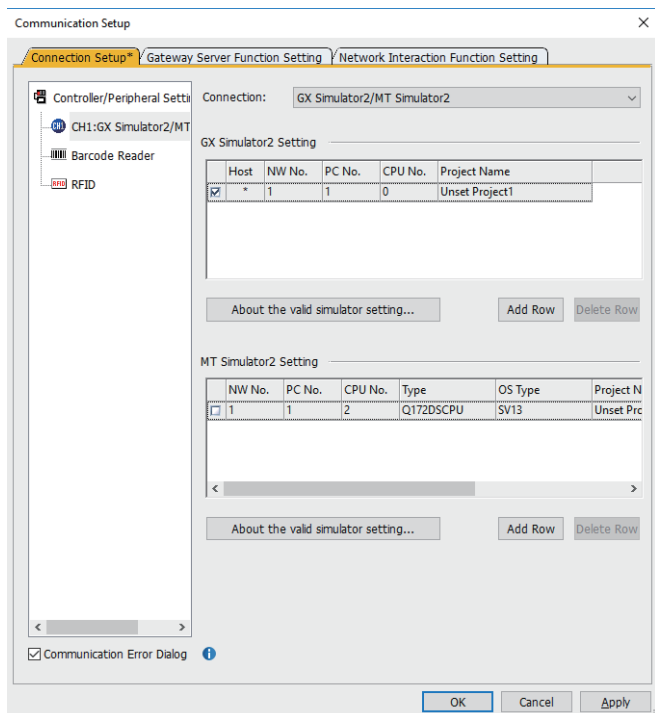 Communication Setup
Connection Setup* Gateway Server Function Setting Network Interaction Function Setting
Controller/Peripheral Settin
CH1:GX Simulator2/MT
Barcode Reader
RFID RFID
Connection: GX Simulator2/MT Simulator2
GX Simulator2 Setting
Host NW No. PC No. CPU No. Project Name
* 1 1 0 Unset Project1
About the valid simulator setting... Add Row Delete Row
MT Simulator2 Setting
NW No. PC No. CPU No. Type OS Type Project N
1 1 2 Q172DSCPU SV13 Unset Pro
About the valid simulator setting... Add Row Delete Row
Communication Error Dialog
OK Cancel Apply